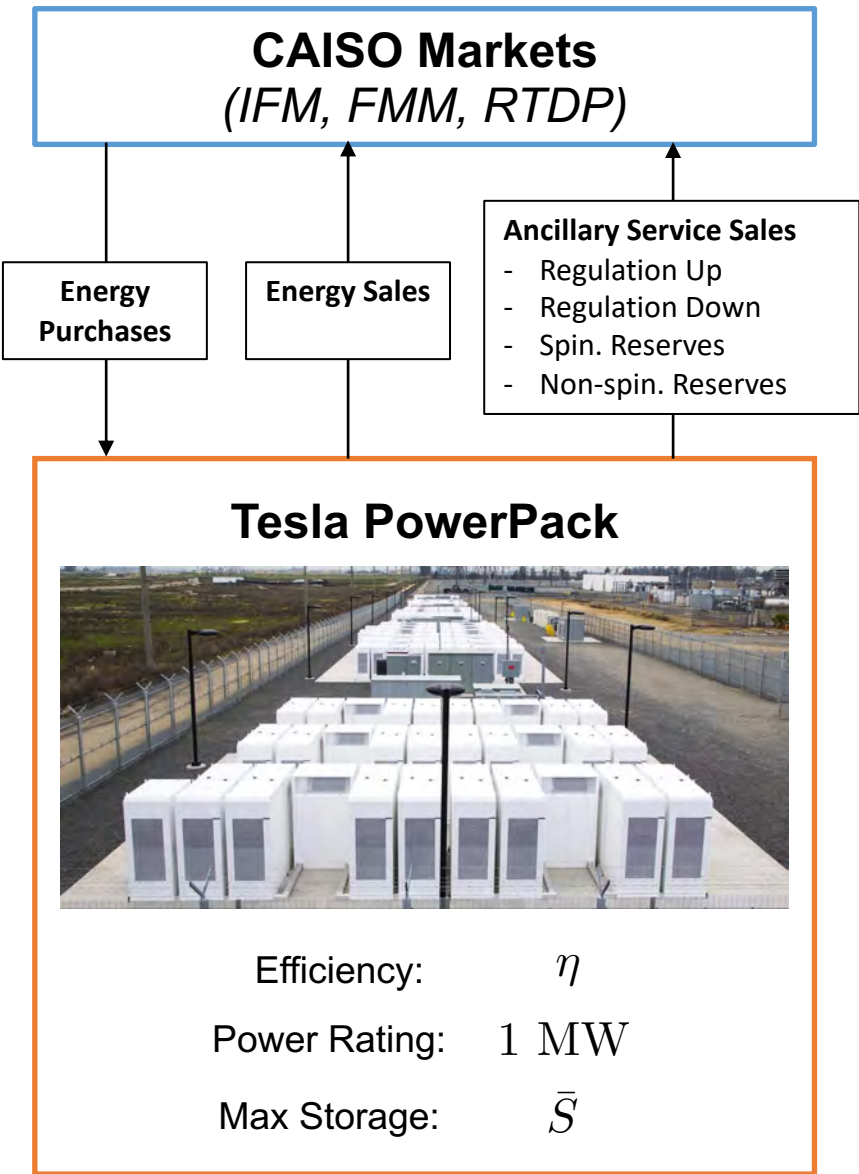 CAISO Markets
(IFM, FMM, RTDP)
Energy
Purchases
Energy Sales
Ancillary Service Sales
- Regulation Up
- Regulation Down
- Spin. Reserves
- Non-spin. Reserves
Tesla PowerPack
Efficiency: η
Power Rating: 1 MW
Max Storage: S̄